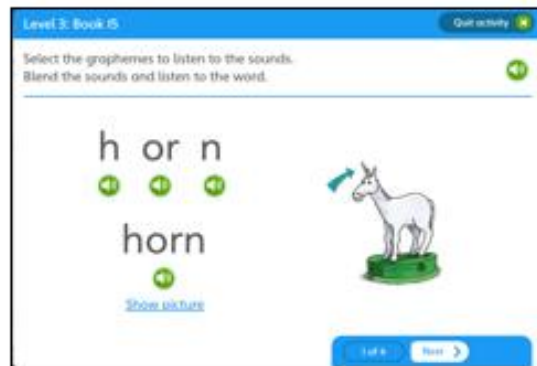 Level 3: Book 15
Quit activity
Select the graphemes to listen to the sounds.
Blend the sounds and listen to the word.
h or n
horn
Show picture
1 of 6
Next